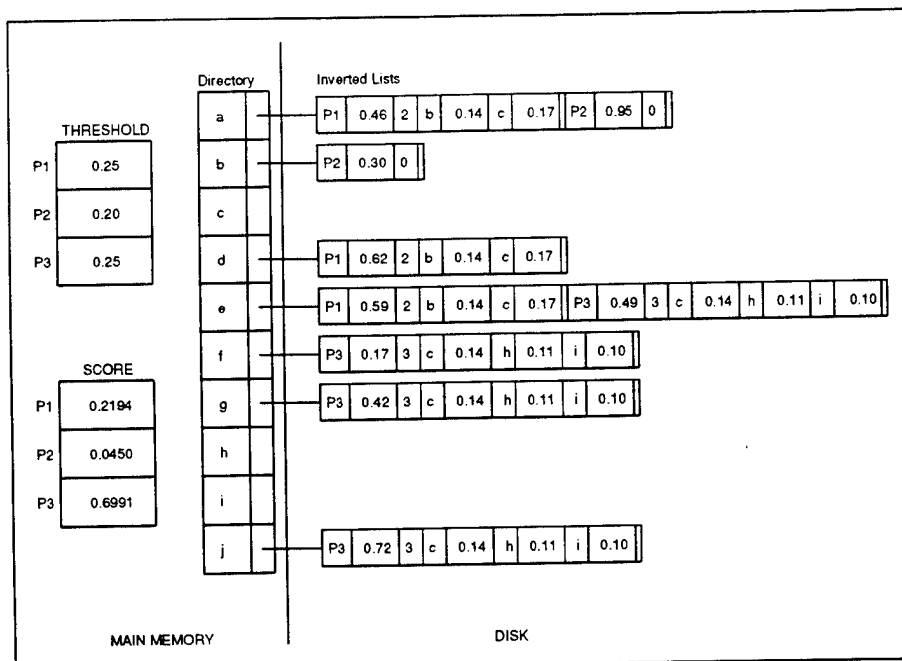 Directory
Inverted Lists
a
P1 0.46 2 b 0.14 c 0.17 P2 0.95 0
THRESHOLD
P1 0.25
b
P2 0.30 0
P2 0.20
c
P3 0.25
d
P1 0.62 2 b 0.14 c 0.17
e
P1 0.59 2 b 0.14 c 0.17 P3 0.49 3 c 0.14 h 0.11 i 0.10
f
P3 0.17 3 c 0.14 h 0.11 i 0.10
SCORE
P1 0.2194
g
P3 0.42 3 c 0.14 h 0.11 i 0.10
P2 0.0450
h
P3 0.6991
i
j
P3 0.72 3 c 0.14 h 0.11 i 0.10
MAIN MEMORY
DISK